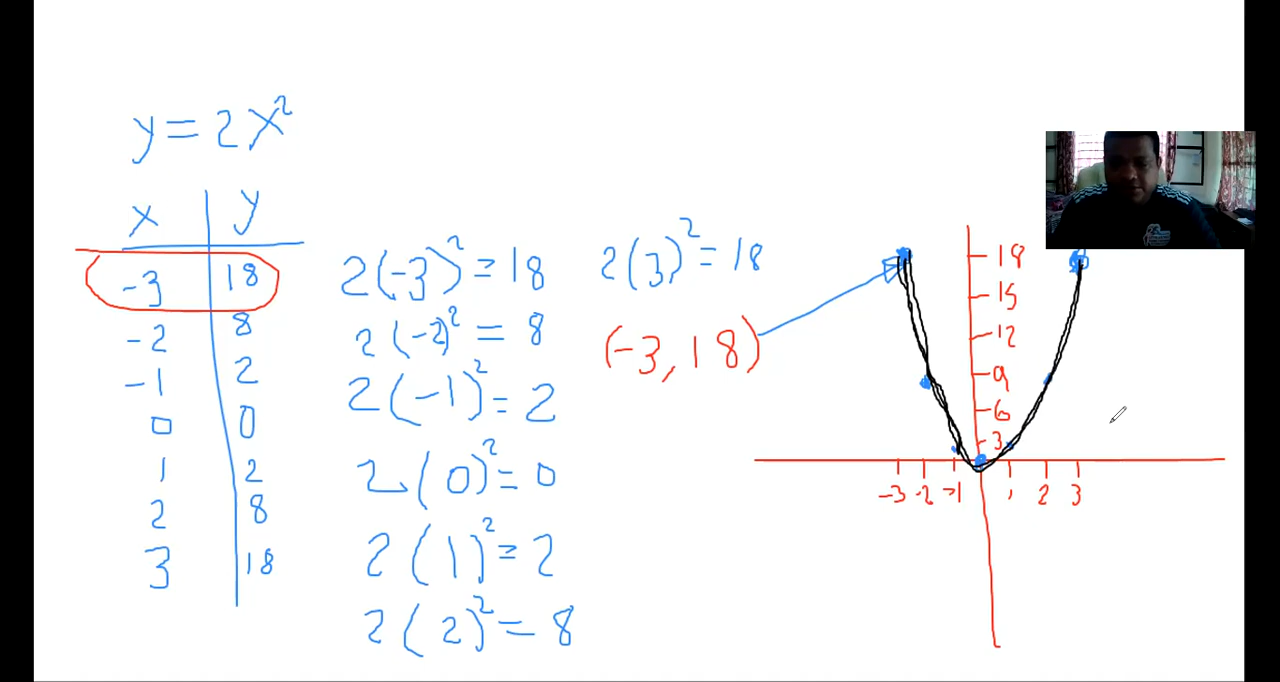 y = 2x²
x y
-3 18
-2 8
-1 2
0 0
1 2
2 8
3 18
2(-3)² = 18
2(-2)² = 8
2(-1)² = 2
2(0)² = 0
2(1)² = 2
2(2)² = 8
2(3)² = 18
(-3, 18)
18
15
12
9
6
3
-3 -2 -1 1 2 3